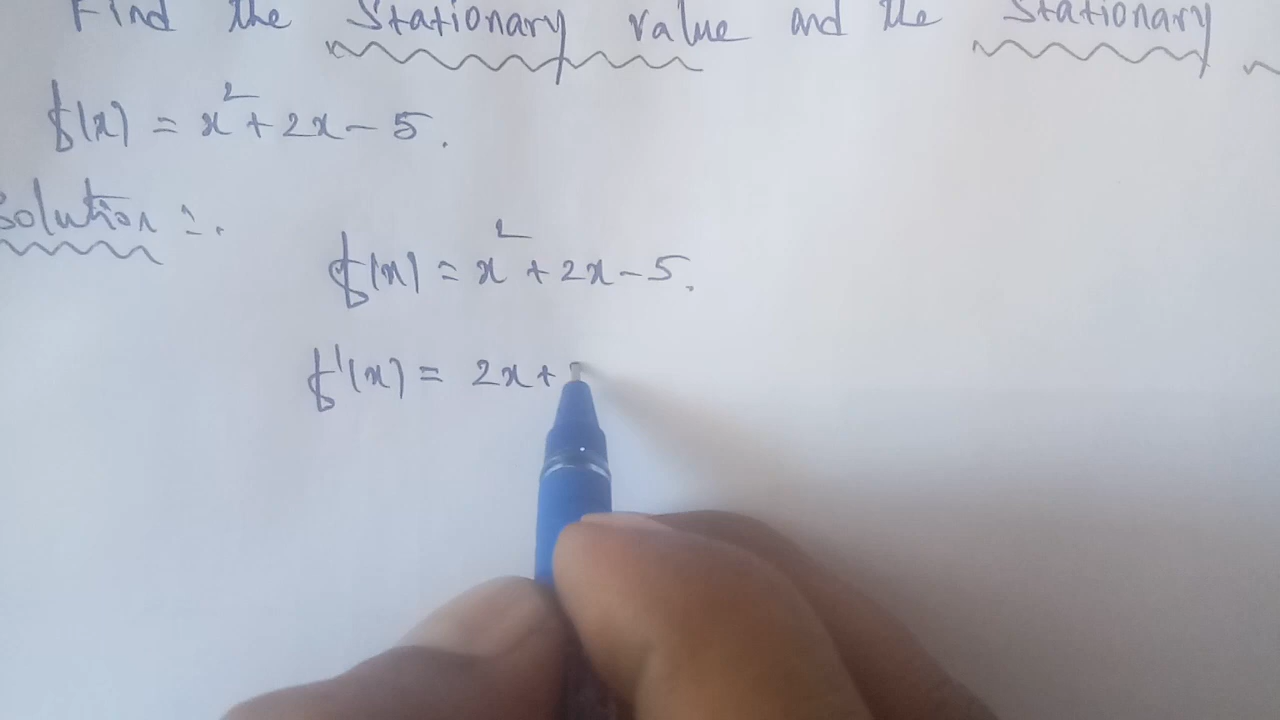 Find the Stationary value and the Stationary
f(x) = x² + 2x - 5.
Solution :-
f(x) = x² + 2x - 5.
f'(x) = 2x +